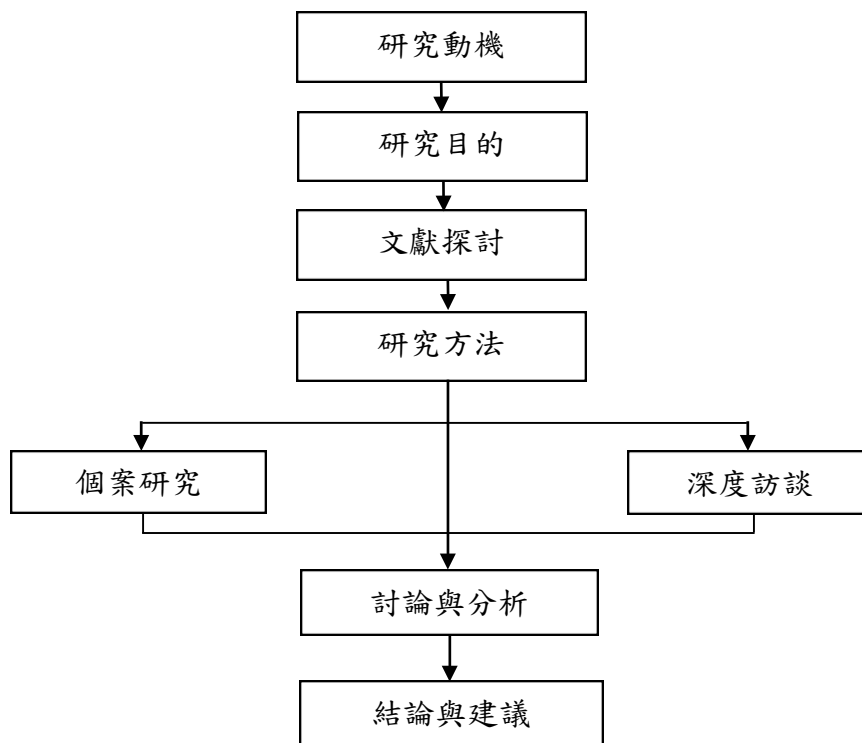 研究動機
研究目的
文獻探討
研究方法
個案研究
深度訪談
討論與分析
結論與建議